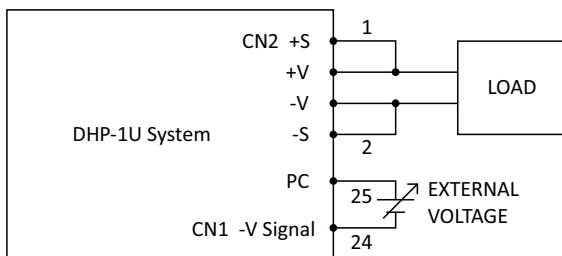 CN2 +S
1
+V
-V
LOAD
DHP-1U System
-S
2
PC
25
EXTERNAL
VOLTAGE
CN1 -V Signal
24